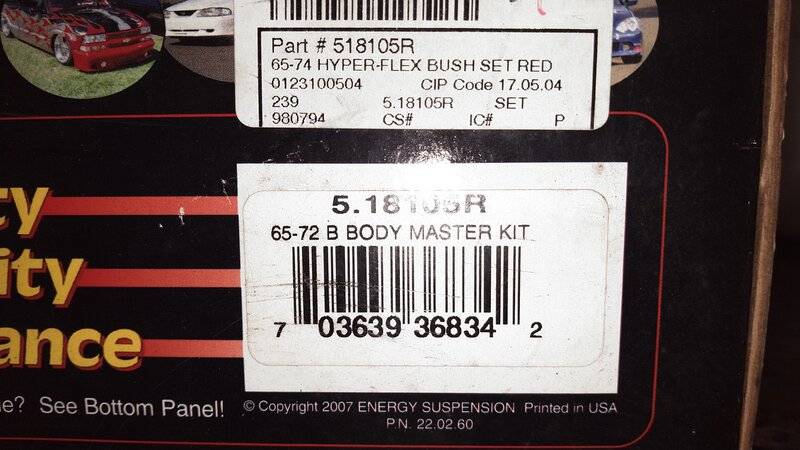 Part # 518105R
65-74 HYPER-FLEX BUSH SET RED
0123100504 CIP Code 17.05.04
239 5.18105R SET
980794 CS# IC# P
5.18105R
65-72 B BODY MASTER KIT
7 03639 36834 2
ty
ity
ance
e? See Bottom Panel!
© Copyright 2007 ENERGY SUSPENSION Printed in USA
P.N. 22.02.60